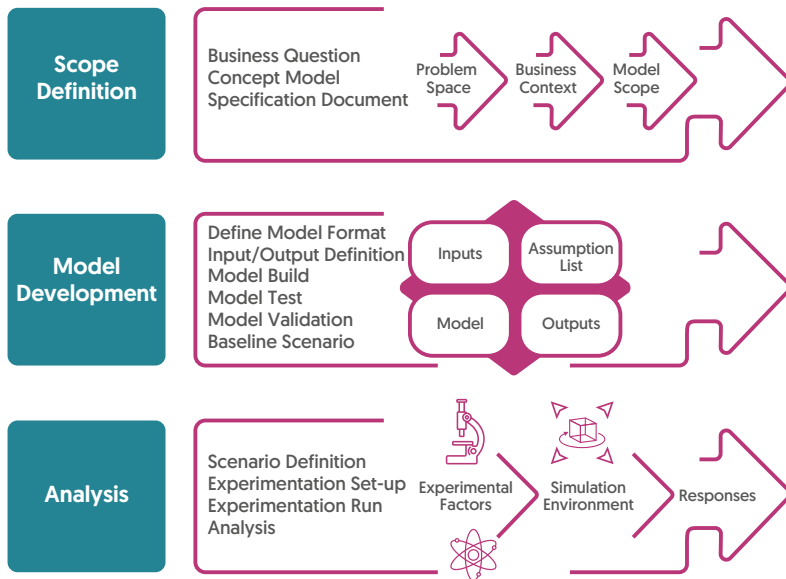 Scope
Definition
Business Question
Concept Model
Specification Document
Problem
Space
Business
Context
Model
Scope
Model
Development
Define Model Format
Input/Output Definition
Model Build
Model Test
Model Validation
Baseline Scenario
Inputs
Assumption
List
Model
Outputs
Analysis
Scenario Definition
Experimentation Set-up
Experimentation Run
Analysis
Experimental
Factors
Simulation
Environment
Responses